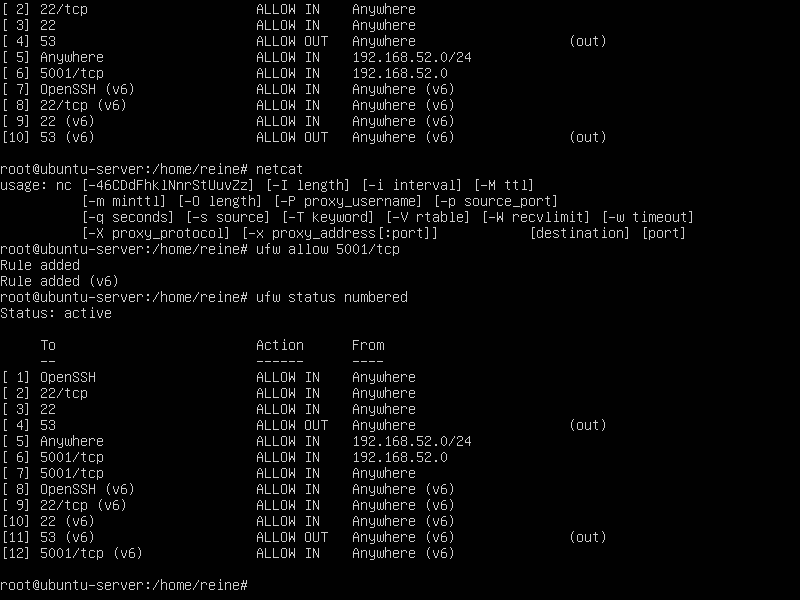 [ 2] 22/tcp                     ALLOW IN    Anywhere
[ 3] 22                         ALLOW IN    Anywhere
[ 4] 53                         ALLOW OUT   Anywhere                   (out)
[ 5] Anywhere                   ALLOW IN    192.168.52.0/24
[ 6] 5001/tcp                   ALLOW IN    192.168.52.0
[ 7] OpenSSH (v6)               ALLOW IN    Anywhere (v6)
[ 8] 22/tcp (v6)                ALLOW IN    Anywhere (v6)
[ 9] 22 (v6)                    ALLOW IN    Anywhere (v6)
[10] 53 (v6)                    ALLOW OUT   Anywhere (v6)              (out)

root@ubuntu-server:/home/reine# netcat
usage: nc [-46CDdFhklNnrStUuvZz] [-I length] [-i interval] [-M ttl]
          [-m minttl] [-O length] [-P proxy_username] [-p source_port]
          [-q seconds] [-s source] [-T keyword] [-V rtable] [-W recvlimit] [-w timeout]
          [-X proxy_protocol] [-x proxy_address[:port]]           [destination] [port]
root@ubuntu-server:/home/reine# ufw allow 5001/tcp
Rule added
Rule added (v6)
root@ubuntu-server:/home/reine# ufw status numbered
Status: active

     To                         Action      From
     --                         ------      ----
[ 1] OpenSSH                    ALLOW IN    Anywhere
[ 2] 22/tcp                     ALLOW IN    Anywhere
[ 3] 22                         ALLOW IN    Anywhere
[ 4] 53                         ALLOW OUT   Anywhere                   (out)
[ 5] Anywhere                   ALLOW IN    192.168.52.0/24
[ 6] 5001/tcp                   ALLOW IN    192.168.52.0
[ 7] 5001/tcp                   ALLOW IN    Anywhere
[ 8] OpenSSH (v6)               ALLOW IN    Anywhere (v6)
[ 9] 22/tcp (v6)                ALLOW IN    Anywhere (v6)
[10] 22 (v6)                    ALLOW IN    Anywhere (v6)
[11] 53 (v6)                    ALLOW OUT   Anywhere (v6)              (out)
[12] 5001/tcp (v6)              ALLOW IN    Anywhere (v6)

root@ubuntu-server:/home/reine#